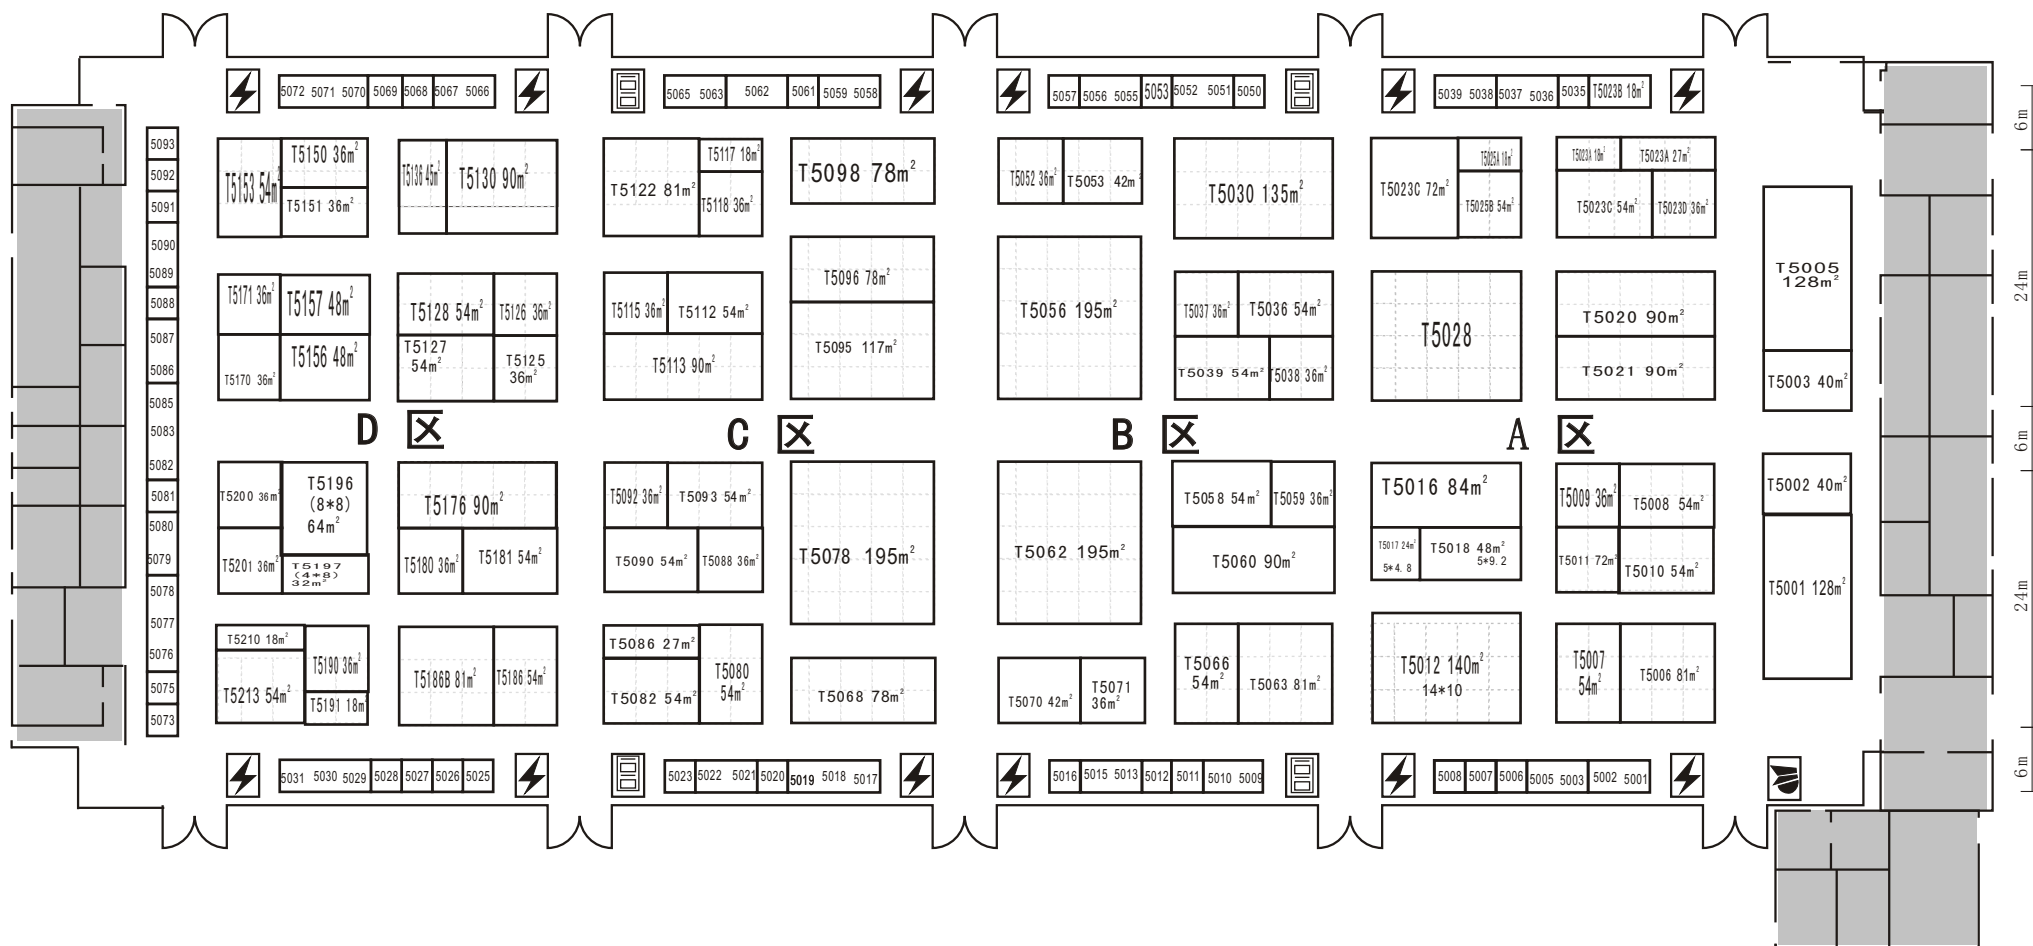 5072 5071 5070 5069 5068 5067 5066
5065 5063 5062 5061 5059 5058
5057 5056 5055 5053 5052 5051 5050
5039 5038 5037 5036 5035 T5023B 18m²
5093
5092
5091
5090
5089
5088
5087
5086
5085
5083
5082
5081
5080
5079
5078
5077
5076
5075
5073
T5153 54m²
T5150 36m²
T5151 36m²
T5136 45m²
T5130 90m²
T5122 81m²
T5117 18m²
T5118 36m²
T5098 78m²
T5052 36m²
T5053 42m²
T5030 135m²
T5023C 72m²
T5025A 18m²
T5025B 54m²
T5023A 18m²
T5023A 27m²
T5023C 54m²
T5023D 36m²
T5171 36m²
T5157 48m²
T5170 36m²
T5156 48m²
T5128 54m²
T5126 36m²
T5127
54m²
T5125
36m²
T5115 36m²
T5112 54m²
T5113 90m²
T5096 78m²
T5095 117m²
T5056 195m²
T5037 36m²
T5036 54m²
T5039 54m²
T5038 36m²
T5028
T5020 90m²
T5021 90m²
T5005
128m²
T5003 40m²
D 区
C 区
B 区
A 区
T5200 36m²
T5196
(8*8)
64m²
T5201 36m²
T5197
(4*8)
32m²
T5176 90m²
T5180 36m²
T5181 54m²
T5092 36m²
T5093 54m²
T5090 54m²
T5088 36m²
T5078 195m²
T5062 195m²
T5058 54m²
T5059 36m²
T5060 90m²
T5016 84m²
T5017 24m²
5*4.8
T5018 48m²
5*9.2
T5009 36m²
T5008 54m²
T5011 72m²
T5010 54m²
T5002 40m²
T5001 128m²
T5210 18m²
T5213 54m²
T5190 36m²
T5191 18m²
T5186B 81m²
T5186 54m²
T5086 27m²
T5082 54m²
T5080
54m²
T5068 78m²
T5070 42m²
T5071
36m²
T5066
54m²
T5063 81m²
T5012 140m²
14*10
T5007
54m²
T5006 81m²
5031 5030 5029 5028 5027 5026 5025
5023 5022 5021 5020 5019 5018 5017
5016 5015 5013 5012 5011 5010 5009
5008 5007 5006 5005 5003 5002 5001
6m
24m
6m
24m
6m